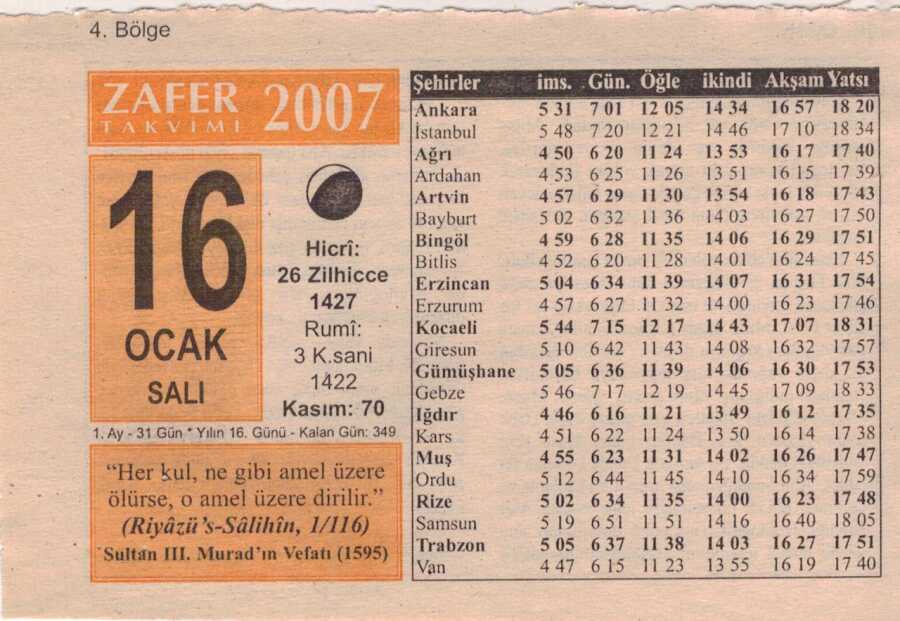 4. Bölge
ZAFER
TAKVİMİ
2007
16
OCAK
SALI
Hicrî:
26 Zilhicce
1427
Rumî:
3 K.sani
1422
Kasım: 70
1. Ay - 31 Gün * Yılın 16. Günü - Kalan Gün: 349
“Her kul, ne gibi amel üzere
ölürse, o amel üzere dirilir.”
(Riyâzü's-Sâlihîn, 1/116)
Sultan III. Murad'ın Vefatı (1595)
Şehirler ims. Gün. Öğle ikindi Akşam Yatsı
Ankara 5 31 7 01 12 05 14 34 16 57 18 20
İstanbul 5 48 7 20 12 21 14 46 17 10 18 34
Ağrı 4 50 6 20 11 24 13 53 16 17 17 40
Ardahan 4 53 6 25 11 26 13 51 16 15 17 39
Artvin 4 57 6 29 11 30 13 54 16 18 17 43
Bayburt 5 02 6 32 11 36 14 03 16 27 17 50
Bingöl 4 59 6 28 11 35 14 06 16 29 17 51
Bitlis 4 52 6 20 11 28 14 01 16 24 17 45
Erzincan 5 04 6 34 11 39 14 07 16 31 17 54
Erzurum 4 57 6 27 11 32 14 00 16 23 17 46
Kocaeli 5 44 7 15 12 17 14 43 17 07 18 31
Giresun 5 10 6 42 11 43 14 08 16 32 17 57
Gümüşhane 5 05 6 36 11 39 14 06 16 30 17 53
Gebze 5 46 7 17 12 19 14 45 17 09 18 33
Iğdır 4 46 6 16 11 21 13 49 16 12 17 35
Kars 4 51 6 22 11 24 13 50 16 14 17 38
Muş 4 55 6 23 11 31 14 02 16 26 17 47
Ordu 5 12 6 44 11 45 14 10 16 34 17 59
Rize 5 02 6 34 11 35 14 00 16 23 17 48
Samsun 5 19 6 51 11 51 14 16 16 40 18 05
Trabzon 5 05 6 37 11 38 14 03 16 27 17 51
Van 4 47 6 15 11 23 13 55 16 19 17 40